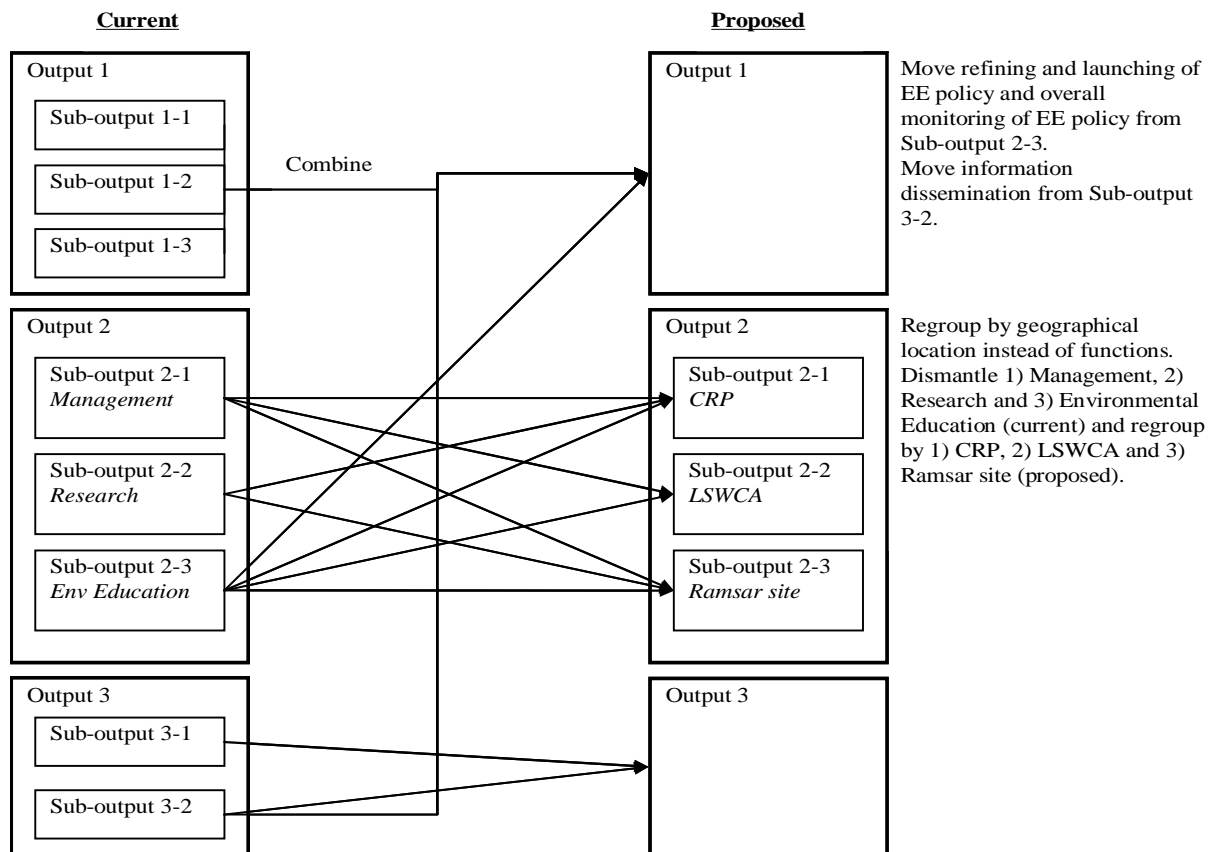 Current
Proposed
Output 1
Sub-output 1-1
Sub-output 1-2
Sub-output 1-3
Combine
Output 1
Move refining and launching of
EE policy and overall
monitoring of EE policy from
Sub-output 2-3.
Move information
dissemination from Sub-output
3-2.
Output 2
Sub-output 2-1
Management
Sub-output 2-2
Research
Sub-output 2-3
Env Education
Output 2
Sub-output 2-1
CRP
Sub-output 2-2
LSWCA
Sub-output 2-3
Ramsar site
Regroup by geographical
location instead of functions.
Dismantle 1) Management, 2)
Research and 3) Environmental
Education (current) and regroup
by 1) CRP, 2) LSWCA and 3)
Ramsar site (proposed).
Output 3
Sub-output 3-1
Sub-output 3-2
Output 3